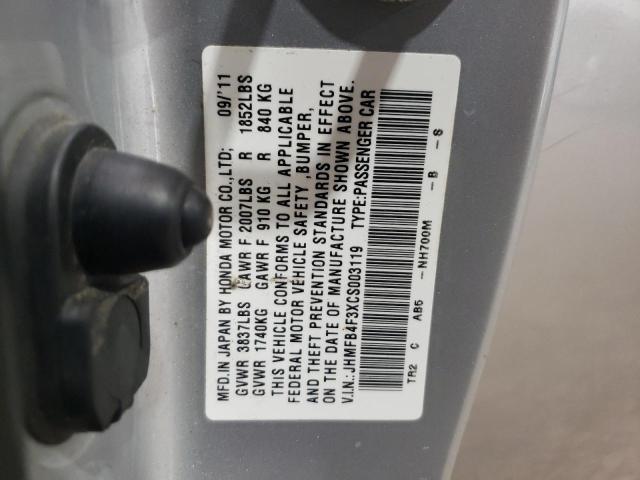 MFD.IN JAPAN BY HONDA MOTOR CO.,LTD; 09/'11
GVWR 3837LBS GAWR F 2007LBS R 1852LBS
GVWR 1740KG GAWR F 910 KG R 840 KG
THIS VEHICLE CONFORMS TO ALL APPLICABLE
FEDERAL MOTOR VEHICLE SAFETY ,BUMPER,
AND THEFT PREVENTION STANDARDS IN EFFECT
ON THE DATE OF MANUFACTURE SHOWN ABOVE.
V.I.N.:JHMFB4F3XCS003119 TYPE:PASSENGER CAR
TR2 C AB5 -NH700M -B -S